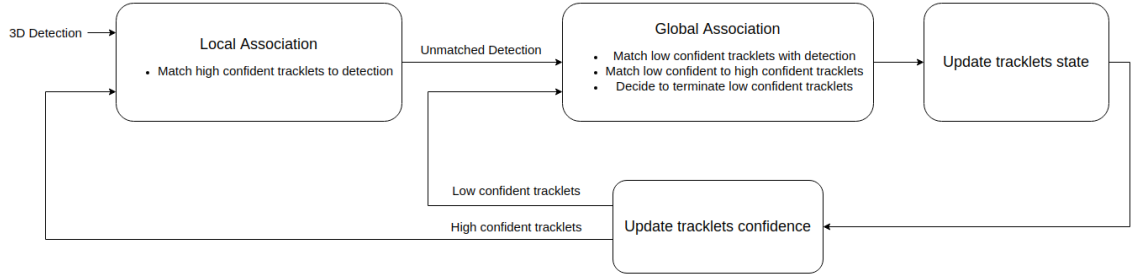 3D Detection
Local Association
Match high confident tracklets to detection
Unmatched Detection
Global Association
Match low confident tracklets with detection
Match low confident to high confident tracklets
Decide to terminate low confident tracklets
Update tracklets state
Low confident tracklets
High confident tracklets
Update tracklets confidence